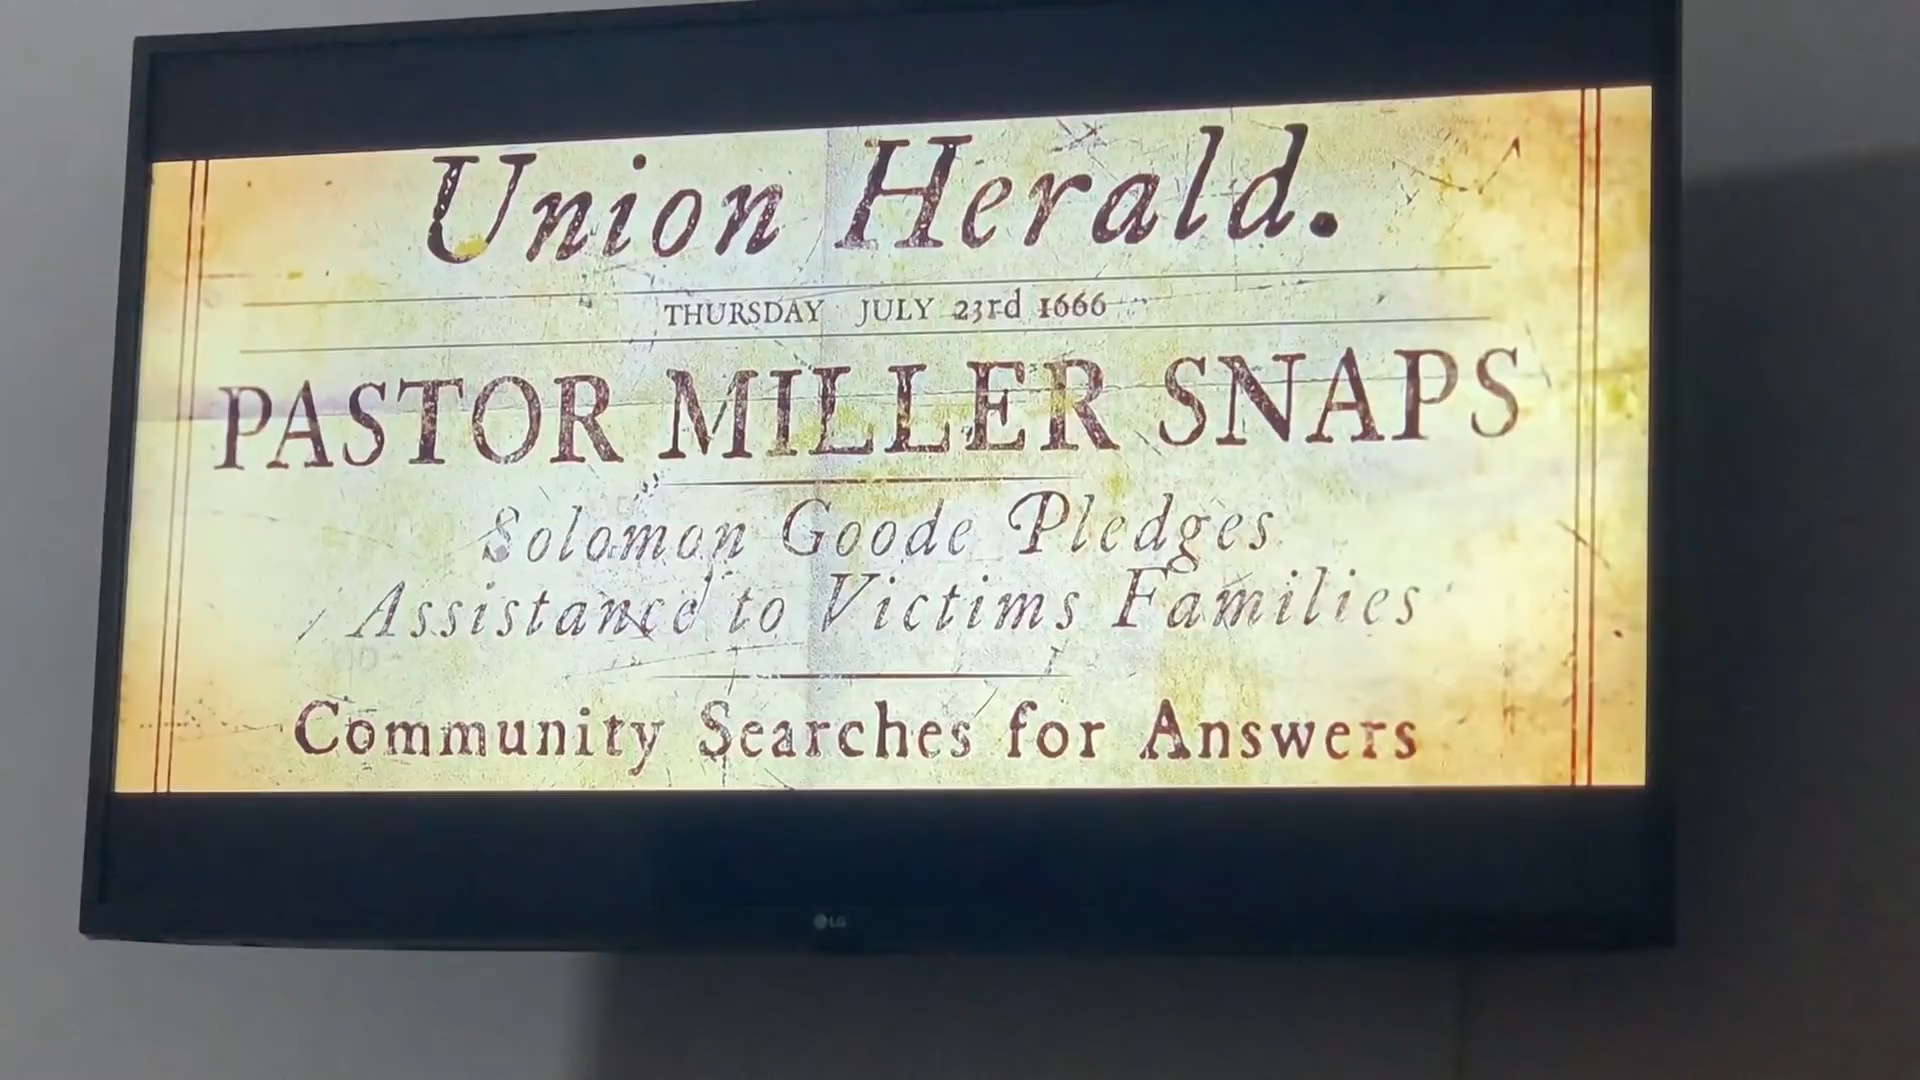 Union Herald.
THURSDAY JULY 23rd 1666
PASTOR MILLER SNAPS
Solomon Goode Pledges
Assistance to Victims Families
Community Searches for Answers
LG